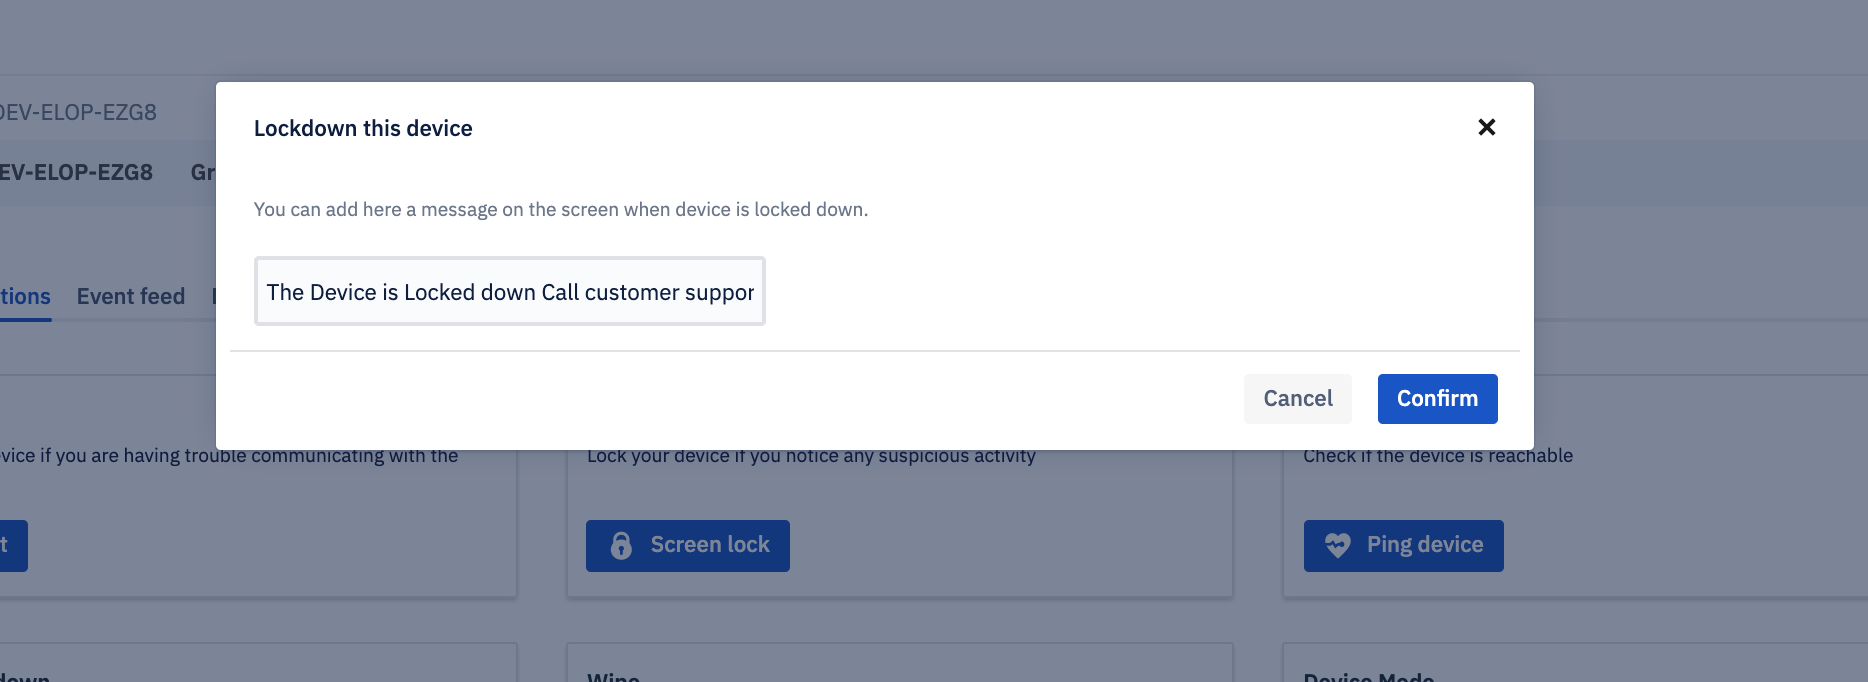 DEV-ELOP-EZG8
Lockdown this device
EV-ELOP-EZG8 Gr
You can add here a message on the screen when device is locked down.
tions Event feed
The Device is Locked down Call customer suppor
Cancel Confirm
vice if you are having trouble communicating with the
Lock your device if you notice any suspicious activity
Check if the device is reachable
t Screen lock Ping device
down Wipe Device Mode